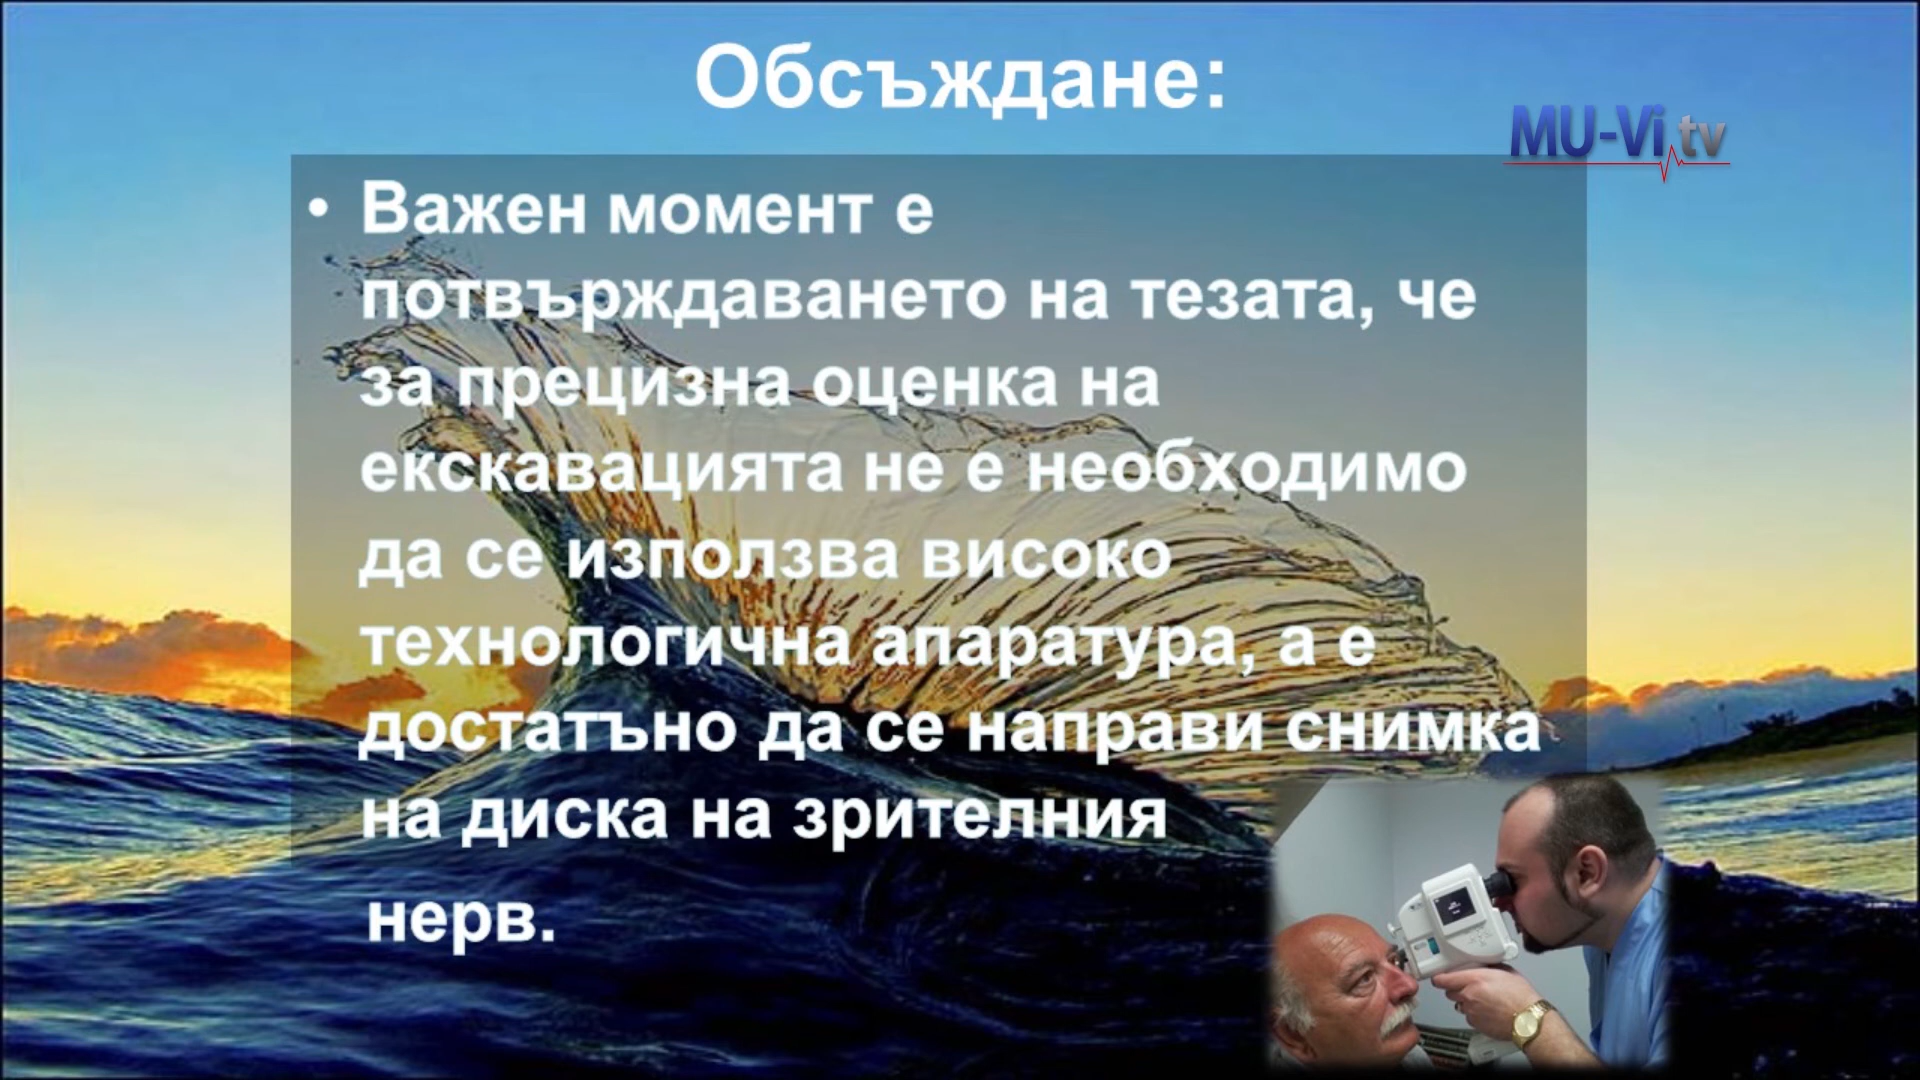 Обсъждане:
MU-Vi.tv
• Важен момент е
потвърждаването на тезата, че
за прецизна оценка на
екскавацията не е необходимо
да се използва високо
технологична апаратура, а е
достатъно да се направи снимка
на диска на зрителния
нерв.